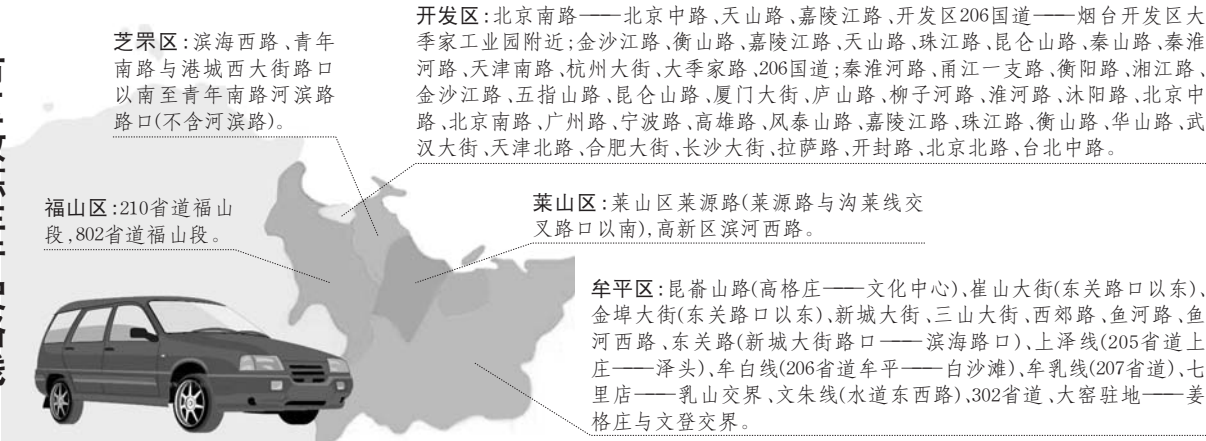 芝罘区:滨海西路、青年
南路与港城西大街路口
以南至青年南路河滨路
路口(不含河滨路)。
开发区:北京南路——北京中路、天山路、嘉陵江路、开发区206国道——烟台开发区大
季家工业园附近;金沙江路、衡山路、嘉陵江路、天山路、珠江路、昆仑山路、秦山路、秦淮
河路、天津南路、杭州大街、大季家路、206国道;秦淮河路、甬江一支路、衡阳路、湘江路、
金沙江路、五指山路、昆仑山路、厦门大街、庐山路、柳子河路、淮河路、沭阳路、北京中
路、北京南路、广州路、宁波路、高雄路、凤泰山路、嘉陵江路、珠江路、衡山路、华山路、武
汉大街、天津北路、合肥大街、长沙大街、拉萨路、开封路、北京北路、台北中路。
福山区:210省道福山
段,802省道福山段。
莱山区:莱山区莱源路(莱源路与沟莱线交
叉路口以南),高新区滨河西路。
牟平区:昆嵛山路(高格庄——文化中心)、崔山大街(东关路口以东)、
金埠大街(东关路口以东)、新城大街、三山大街、西郊路、鱼河路、鱼
河西路、东关路(新城大街路口——滨海路口)、上泽线(205省道上
庄——泽头)、牟白线(206省道牟平——白沙滩)、牟乳线(207省道)、七
里店——乳山交界、文朱线(水道东西路)、302省道、大窑驻地——姜
格庄与文登交界。